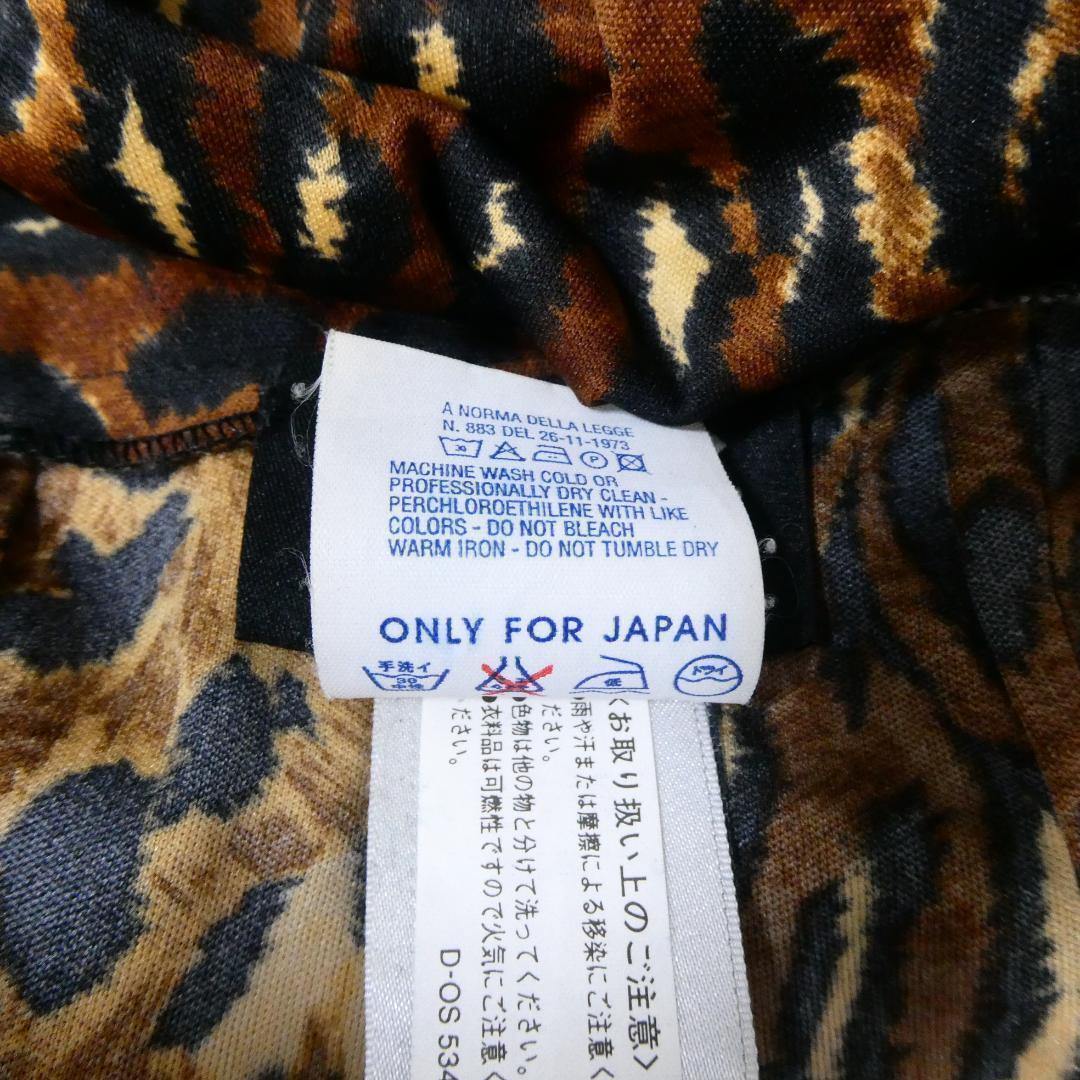 A NORMA DELLA LEGGE
N. 883 DEL 26-11-1973
30 P
MACHINE WASH COLD OR
PROFESSIONALLY DRY CLEAN -
PERCHLOROETHILENE WITH LIKE
COLORS - DO NOT BLEACH
WARM IRON - DO NOT TUMBLE DRY
ONLY FOR JAPAN
手洗イ
30
中性
低
ドライ
〈お取り扱い上のご注意〉
●雨や汗または摩擦による移染にご注意く
ださい。
●色物は他の物と分けて洗ってください。
●衣料品は可燃性ですので火気にご注意く
ださい。
D-OS 534